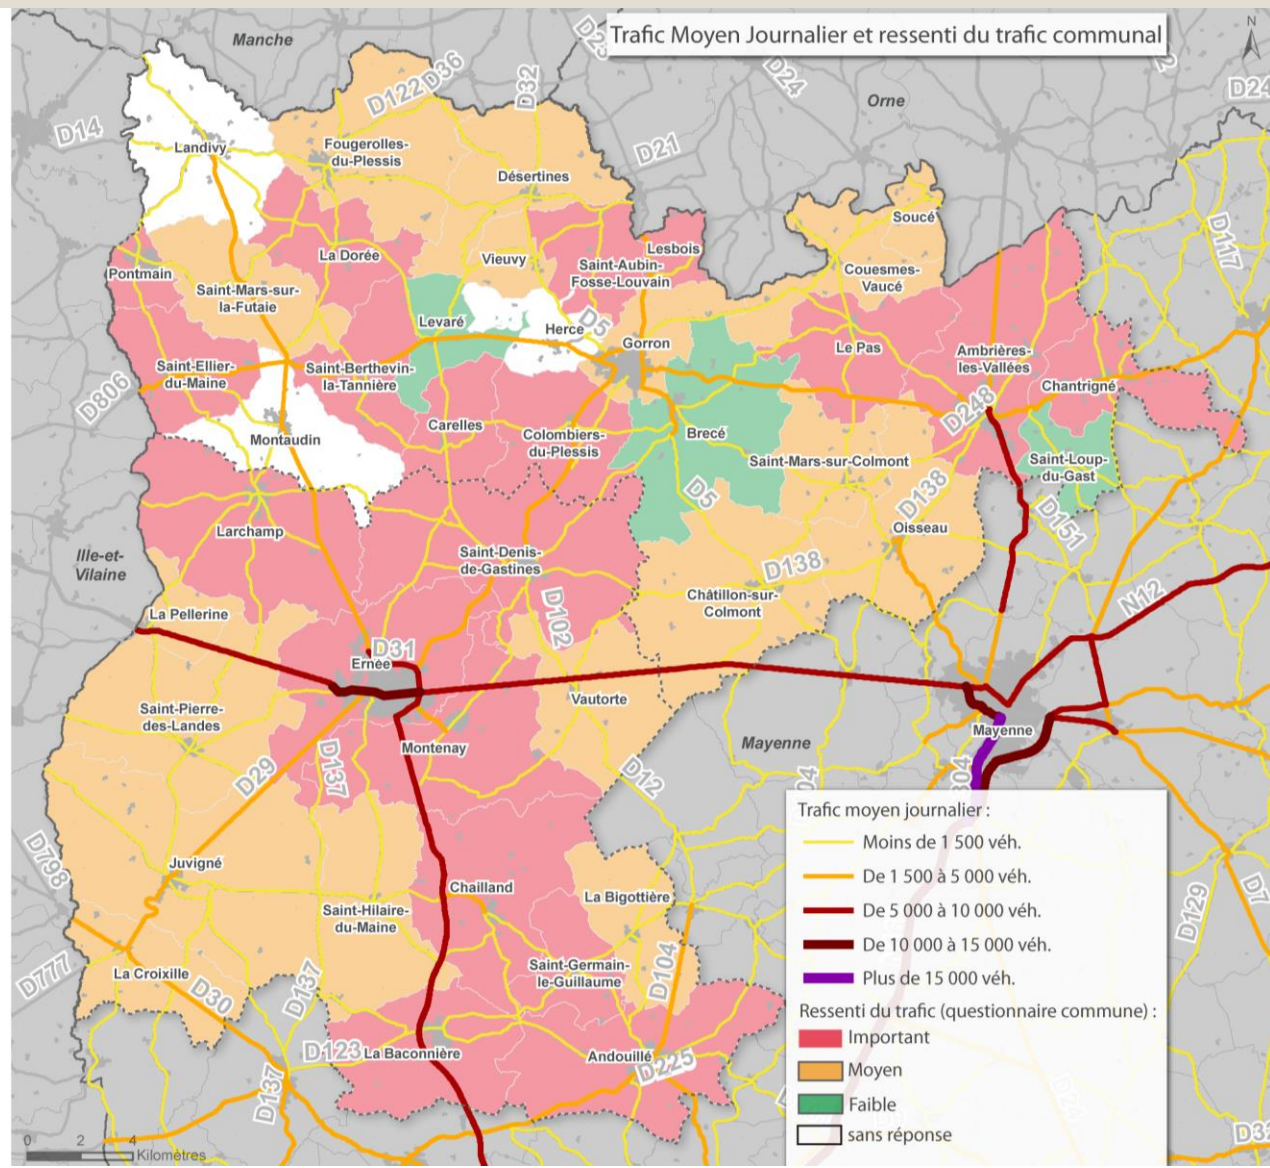 Trafic Moyen Journalier et ressenti du trafic communal
N
Manche
D122
D36
D32
D24
D24
Orne
D14
D21
Landivy
Fougerolles-
du-Plessis
Désertines
Soucé
D117
La Dorée
Vieuvy
Lesbois
Saint-Aubin-
Fosse-Louvain
Pontmain
Couesmes-
Vaucé
Saint-Mars-sur-
la-Futaie
Levaré
Herce
D5
Gorron
Le Pas
Ambrières-
les-Vallées
Saint-Ellier-
du-Maine
Saint-Berthevin-
la-Tannière
Chantrigné
D806
D248
Carelles
Colombiers-
du-Plessis
Brecé
Montaudin
Saint-Mars-sur-Colmont
Saint-Loup-
du-Gast
D5
D138
D151
Larchamp
Oisseau
Ille-et-
Vilaine
Saint-Denis-
de-Gastines
D138
Châtillon-sur-
Colmont
N12
La Pellerine
D102
D31
Ernée
Vautorte
Saint-Pierre-
des-Landes
Montenay
Mayenne
Mayenne
D137
D29
D12
D798
Juvigné
Chailland
La Bigottière
Saint-Hilaire-
du-Maine
D129
D7
La Croixille
D777
D30
D137
Saint-Germain-
le-Guillaume
D104
D123
La Baconnière
Andouillé
D225
D137
Trafic moyen journalier :
Moins de 1 500 véh.
De 1 500 à 5 000 véh.
De 5 000 à 10 000 véh.
De 10 000 à 15 000 véh.
Plus de 15 000 véh.
Ressenti du trafic (questionnaire commune) :
Important
Moyen
Faible
sans réponse
0 2 4
Kilomètres